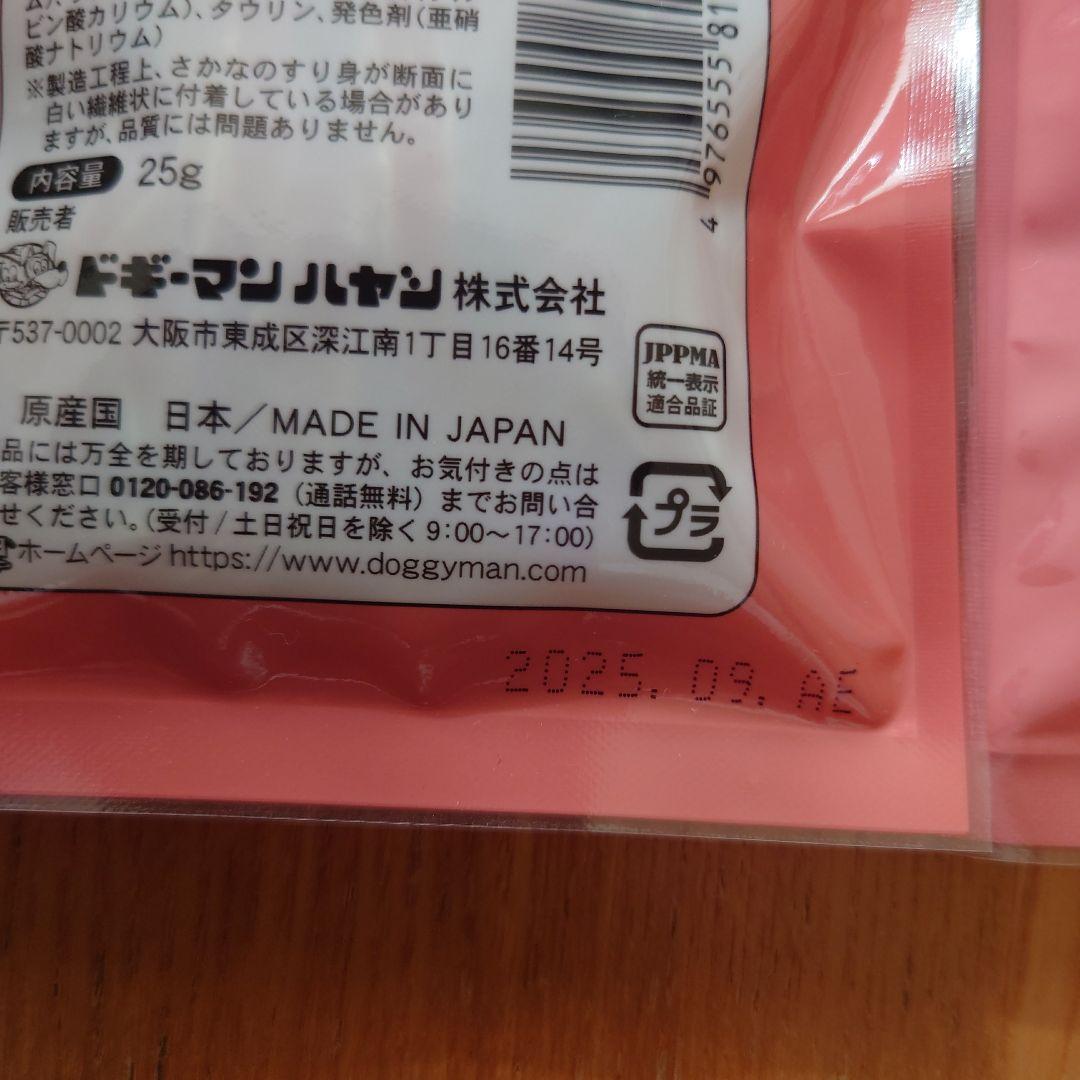 ビン酸カリウム)、タウリン、発色剤(亜硝
酸ナトリウム)
※製造工程上、さかなのすり身が断面に
白い繊維状に付着している場合があり
ますが、品質には問題ありません。
内容量 25g
販売者
ドギーマンハヤシ 株式会社
〒537-0002 大阪市東成区深江南1丁目16番14号
原産国 日本/MADE IN JAPAN
品には万全を期しておりますが、お気付きの点は
客様窓口 0120-086-192 (通話無料) までお問い合
せください。(受付/土日祝日を除く 9:00〜17:00)
ホームページ https://www.doggyman.com
4 976555 81
JPPMA
統一表示
適合品証
プラ
2025. 09. AE